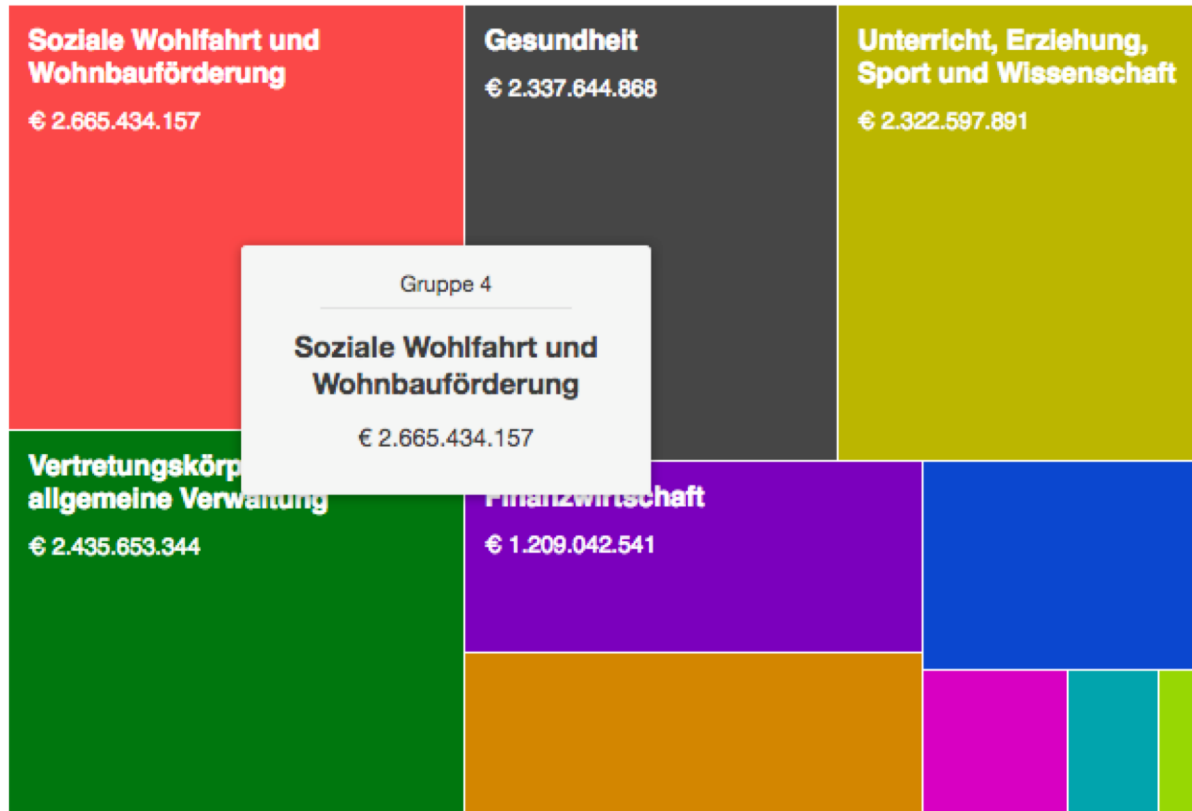 Soziale Wohlfahrt und
Wohnbauförderung
€ 2.665.434.157
Gesundheit
€ 2.337.644.868
Unterricht, Erziehung,
Sport und Wissenschaft
€ 2.322.597.891
Gruppe 4
Soziale Wohlfahrt und
Wohnbauförderung
€ 2.665.434.157
allgemeine Verwaltung
€ 2.435.653.344
Finanzwirtschaft
€ 1.209.042.541